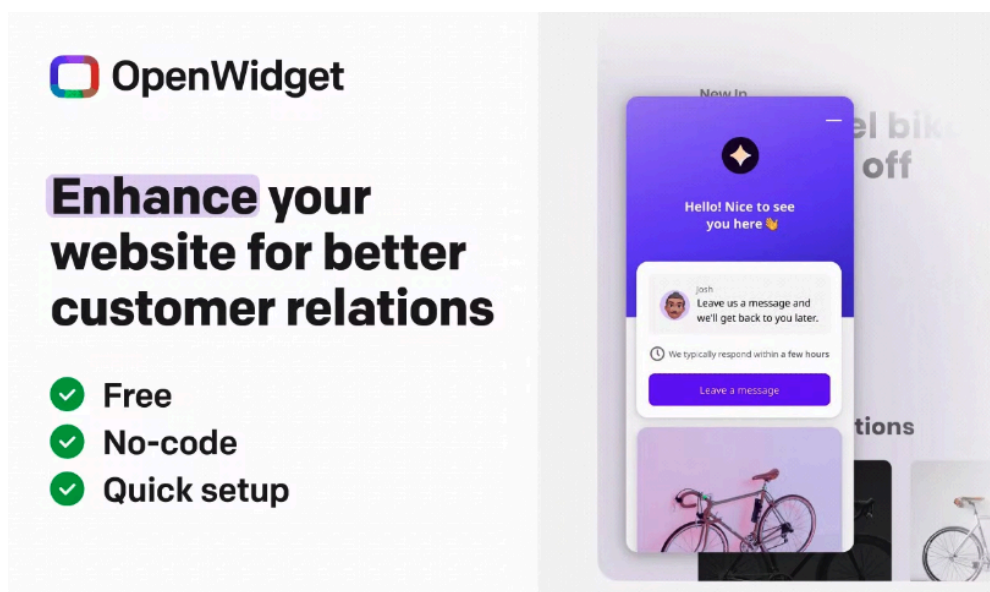 OpenWidget
Enhance your
website for better
customer relations
Free
No-code
Quick setup
New In
off
Hello! Nice to see
you here 👋
Josh
Leave us a message and
we'll get back to you later.
We typically respond within a few hours
Leave a message